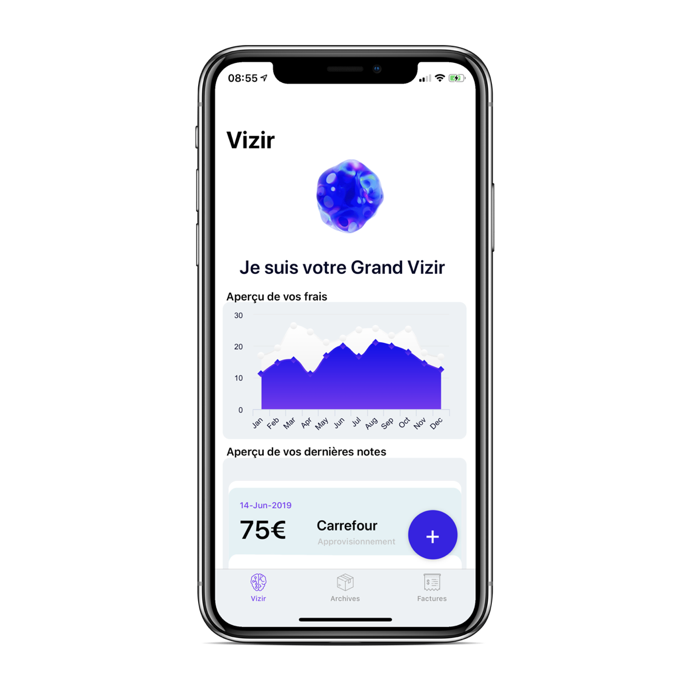 08:55
Vizir
Je suis votre Grand Vizir
Aperçu de vos frais
30
20
10
0
Jan Feb Mar Apr May Jun Jul Aug Sep Oct Nov Dec
Aperçu de vos dernières notes
14-Jun-2019
75€ Carrefour
Approvisionnement
+
Vizir Archives Factures